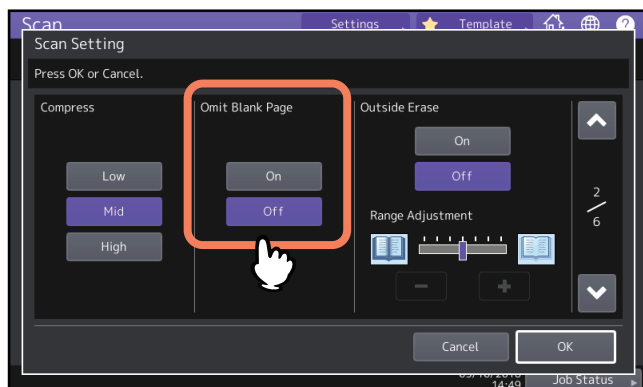 Scan Settings Template ?
Scan Setting
Press OK or Cancel.
Compress Omit Blank Page Outside Erase
On
Low On Off
Mid Off Range Adjustment
High
2
6
Cancel OK
14:49 Job Status